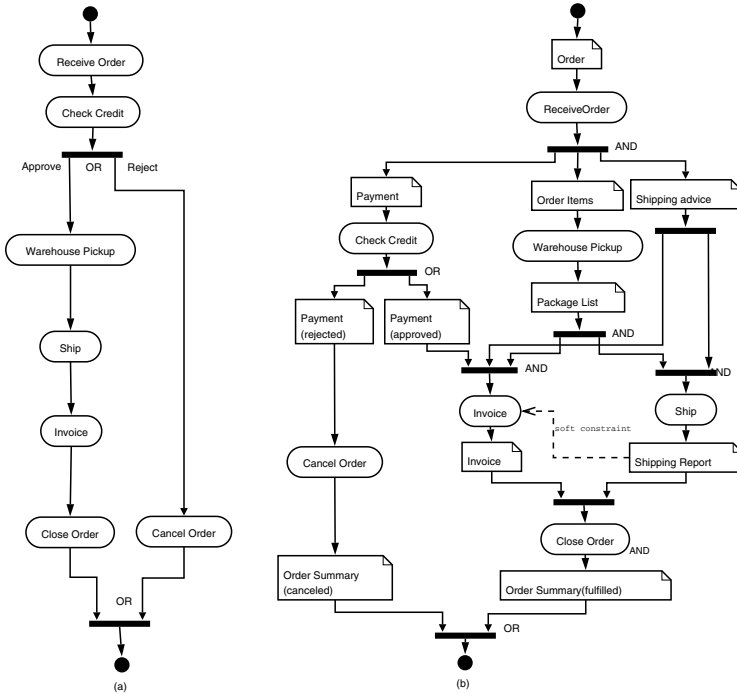 Receive Order
Check Credit
Approve
OR
Reject
Warehouse Pickup
Ship
Invoice
Close Order
Cancel Order
OR
(a)
Order
ReceiveOrder
AND
Payment
Order Items
Shipping advice
Check Credit
Warehouse Pickup
OR
Package List
Payment
(rejected)
Payment
(approved)
AND
AND
AND
Invoice
Ship
soft constraint
Invoice
Shipping Report
Cancel Order
Close Order
AND
Order Summary
(canceled)
Order Summary(fulfilled)
OR
(b)